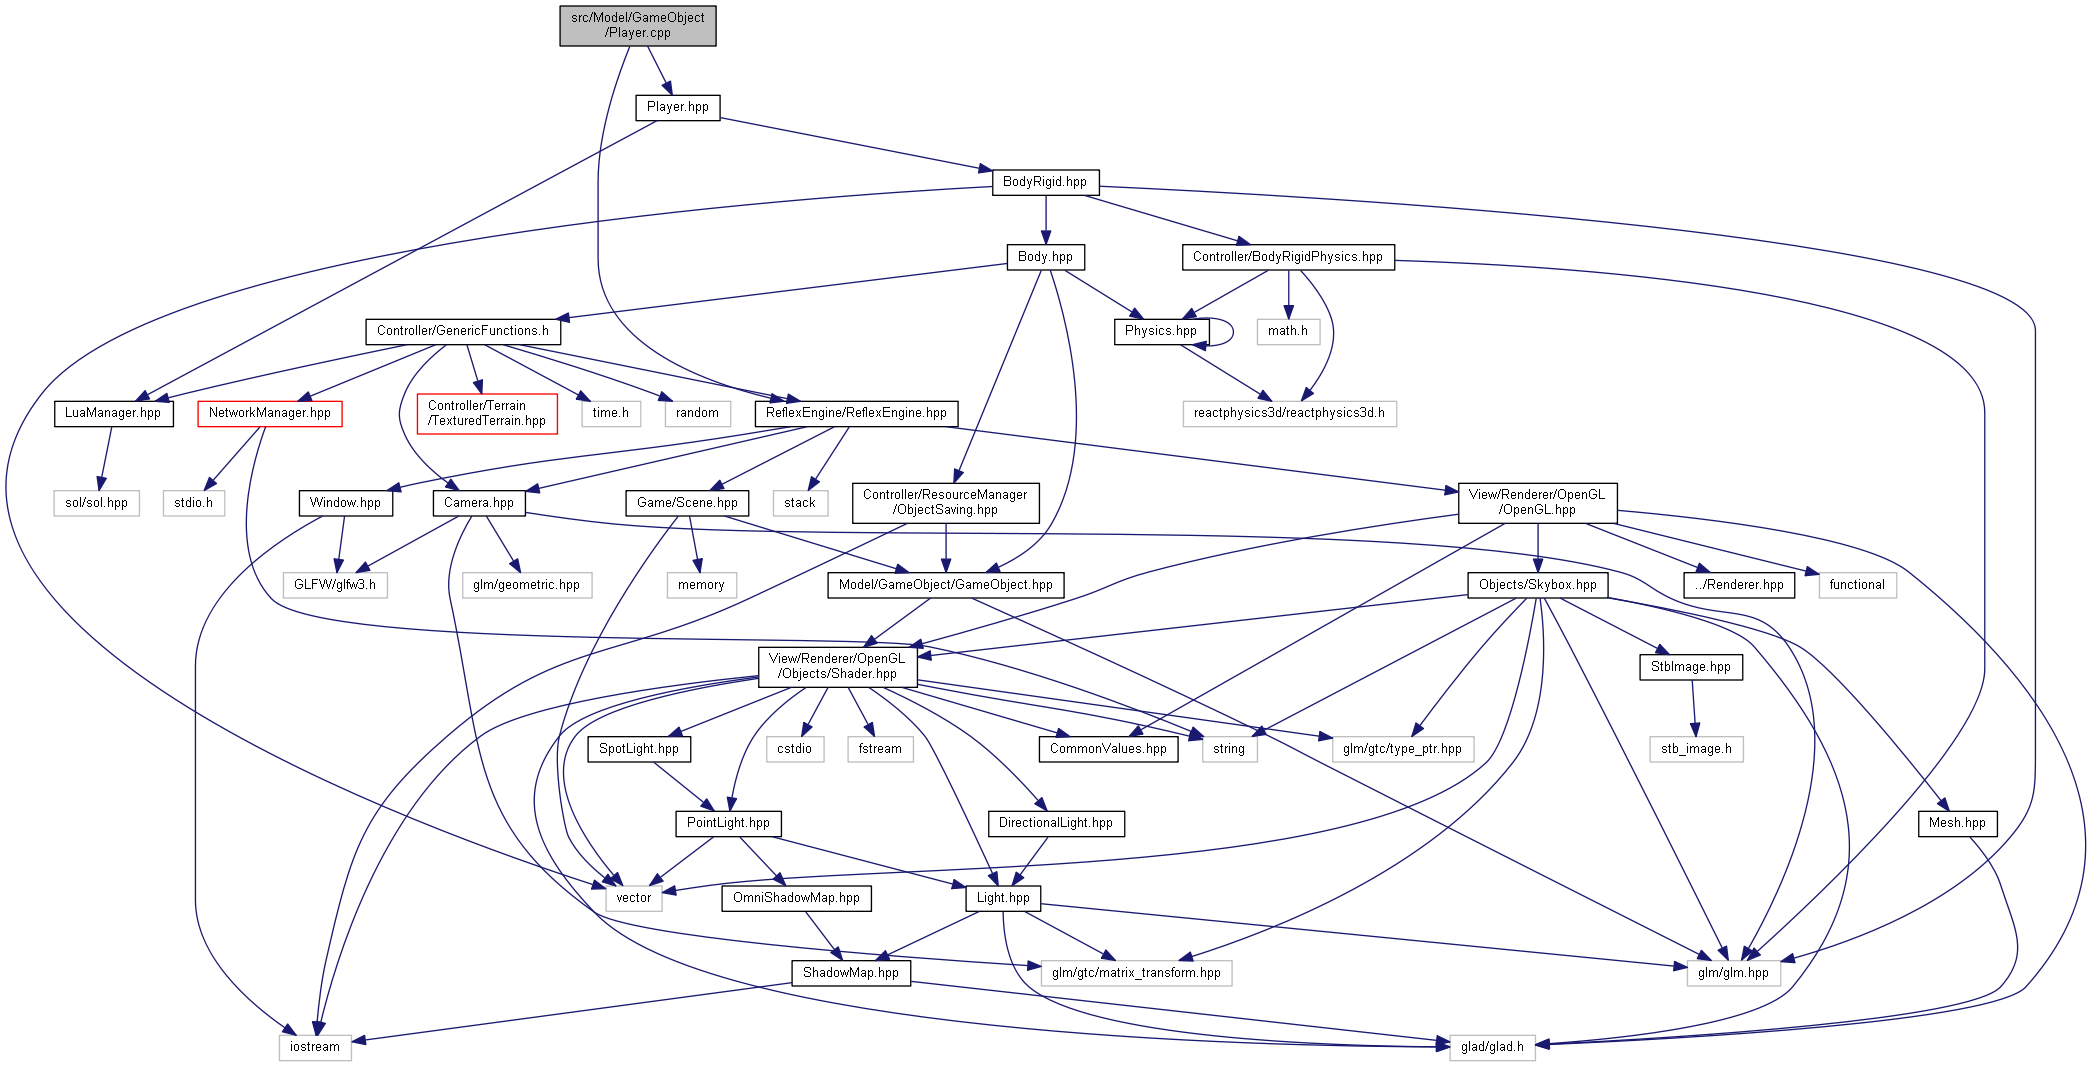 src/Model/GameObject
/Player.cpp
Player.hpp
BodyRigid.hpp
Body.hpp
Controller/BodyRigidPhysics.hpp
Controller/GenericFunctions.h
Physics.hpp
math.h
LuaManager.hpp
NetworkManager.hpp
Controller/Terrain
/TexturedTerrain.hpp
time.h
random
ReflexEngine/ReflexEngine.hpp
reactphysics3d/reactphysics3d.h
sol/sol.hpp
stdio.h
Window.hpp
Camera.hpp
Game/Scene.hpp
stack
Controller/ResourceManager
/ObjectSaving.hpp
View/Renderer/OpenGL
/OpenGL.hpp
GLFW/glfw3.h
glm/geometric.hpp
memory
Model/GameObject/GameObject.hpp
Objects/Skybox.hpp
../Renderer.hpp
functional
View/Renderer/OpenGL
/Objects/Shader.hpp
StbImage.hpp
SpotLight.hpp
cstdio
fstream
CommonValues.hpp
string
glm/gtc/type_ptr.hpp
stb_image.h
PointLight.hpp
DirectionalLight.hpp
Mesh.hpp
vector
OmniShadowMap.hpp
Light.hpp
ShadowMap.hpp
glm/gtc/matrix_transform.hpp
glm/glm.hpp
iostream
glad/glad.h